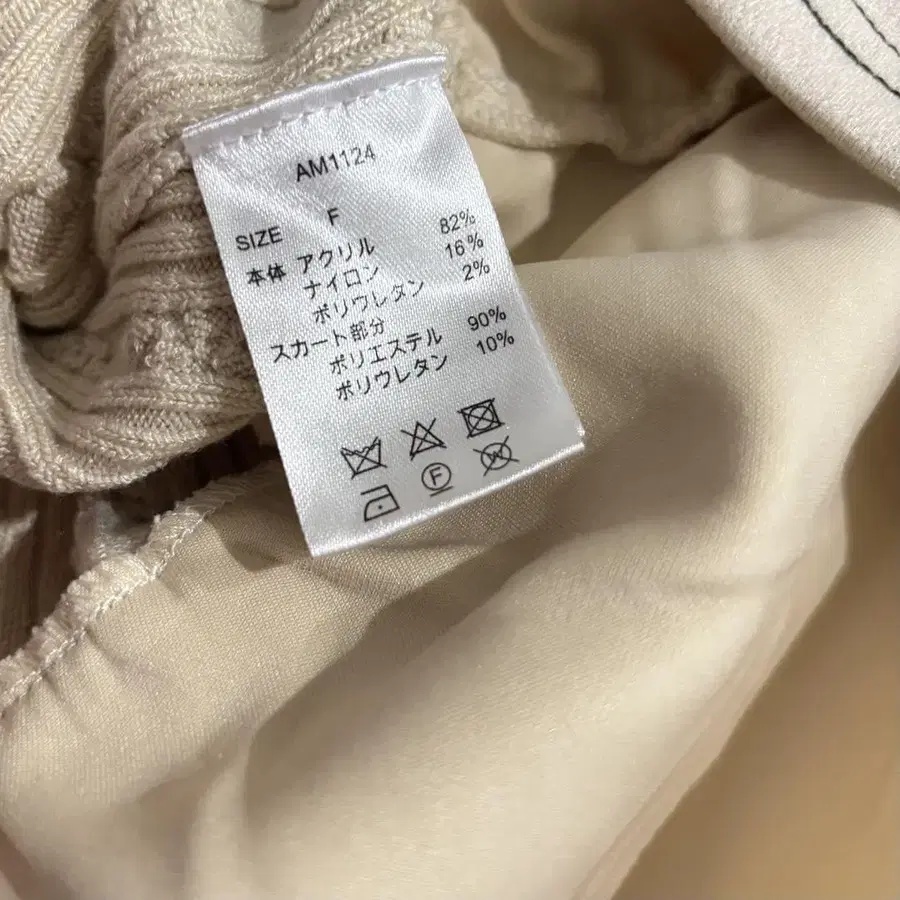 AM1124
SIZE F
本体 アクリル 82%
ナイロン 16%
ポリウレタン 2%
スカート部分
ポリエステル 90%
ポリウレタン 10%
F W